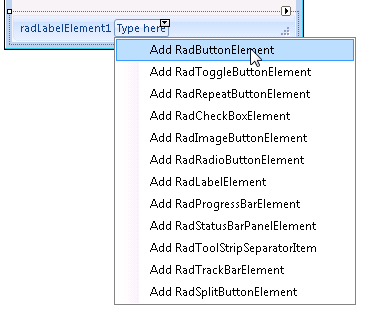 radLabelElement1 Type here
Add RadButtonElement
Add RadToggleButtonElement
Add RadRepeatButtonElement
Add RadCheckBoxElement
Add RadImageButtonElement
Add RadRadioButtonElement
Add RadLabelElement
Add RadProgressBarElement
Add RadStatusBarPanelElement
Add RadToolStripSeparatorItem
Add RadTrackBarElement
Add RadSplitButtonElement